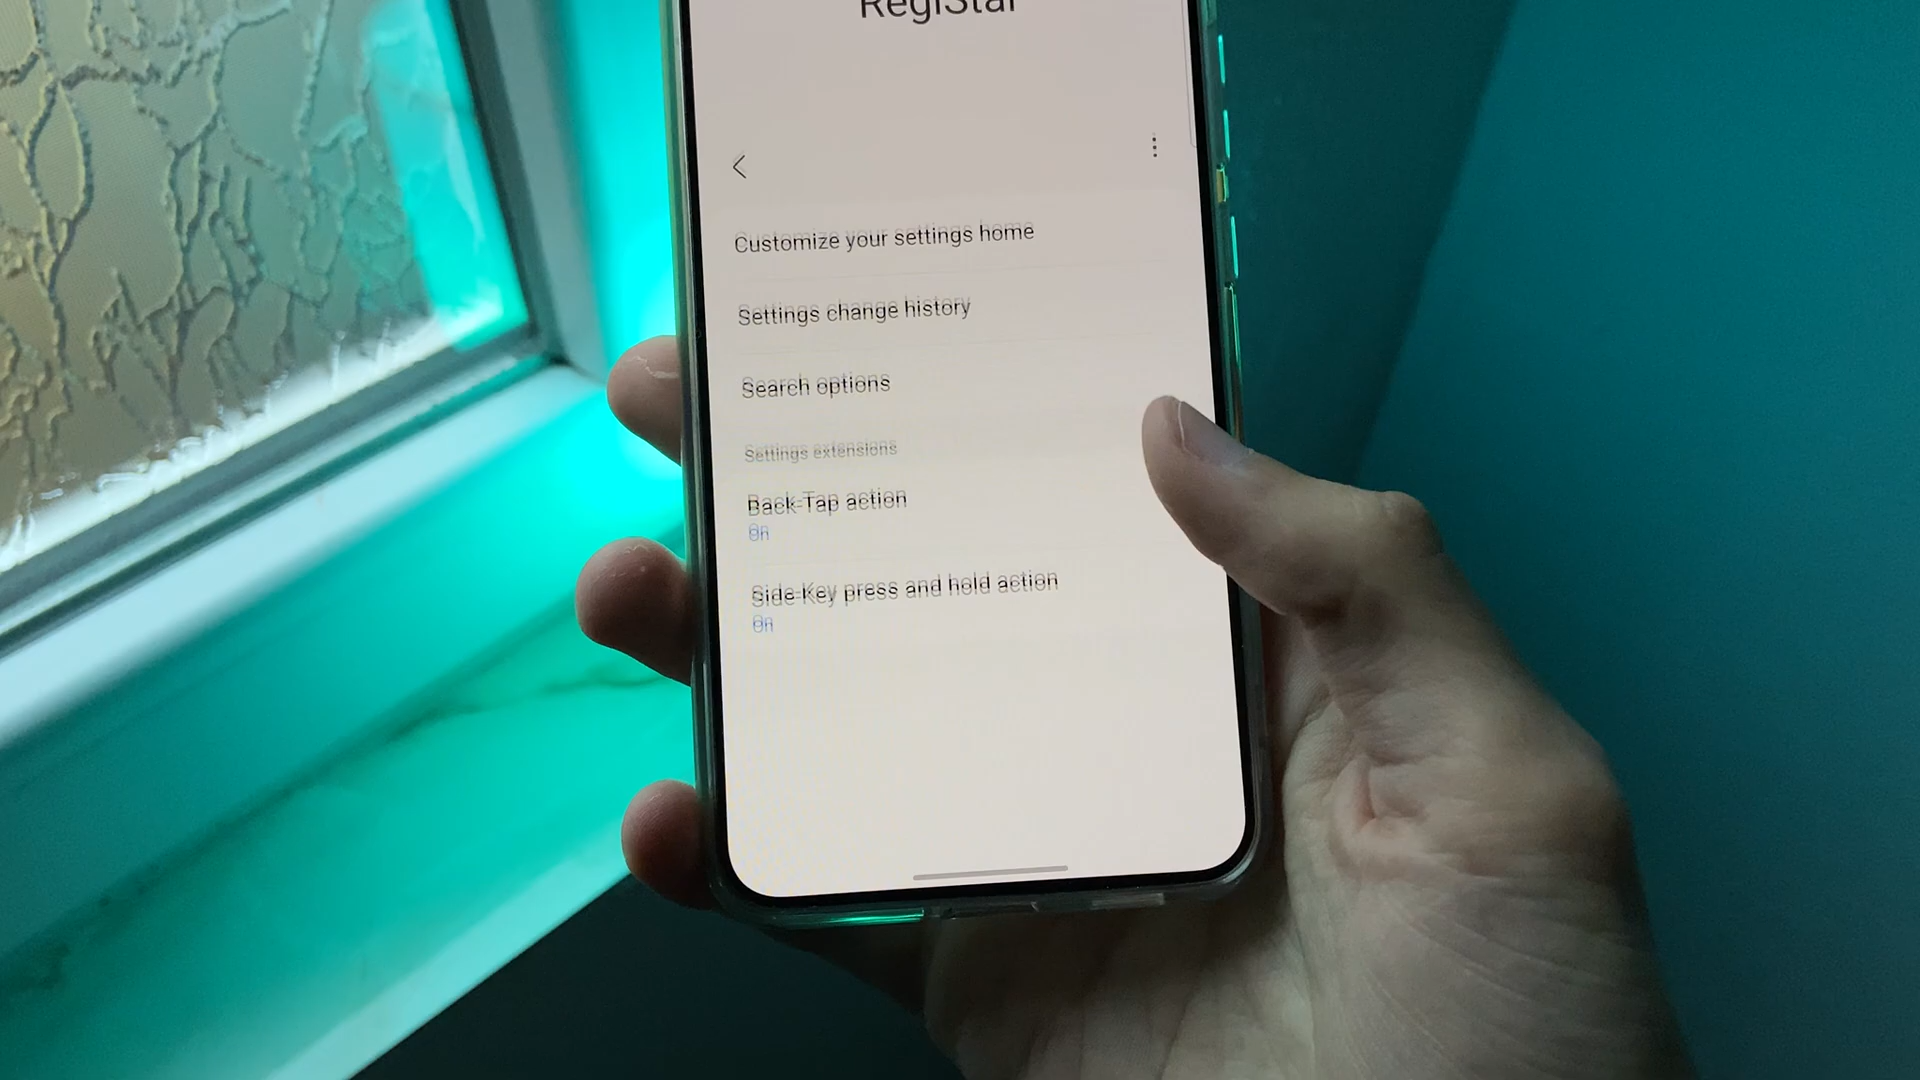 RegiStar
Customize your settings home
Settings change history
Search options
Settings extensions
Back-Tap action
On
Side-Key press and hold action
On